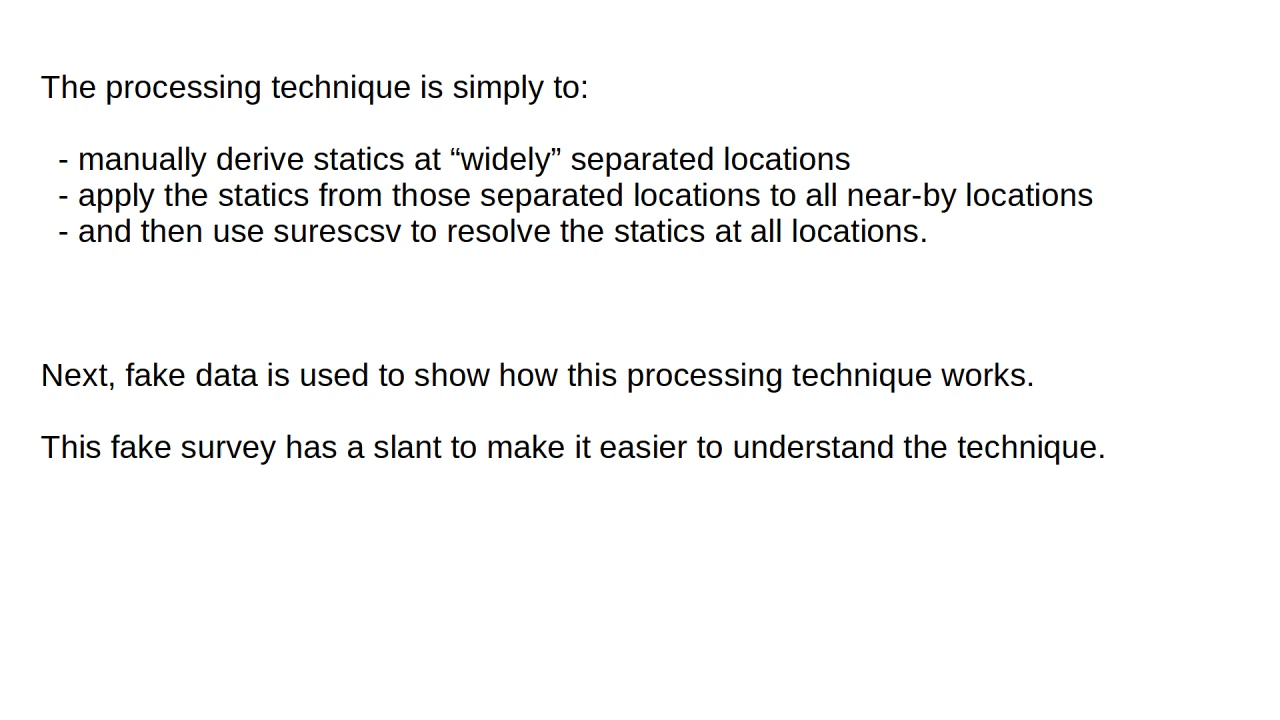 The processing technique is simply to:
- manually derive statics at “widely” separated locations
- apply the statics from those separated locations to all near-by locations
- and then use surescsv to resolve the statics at all locations.
Next, fake data is used to show how this processing technique works.
This fake survey has a slant to make it easier to understand the technique.